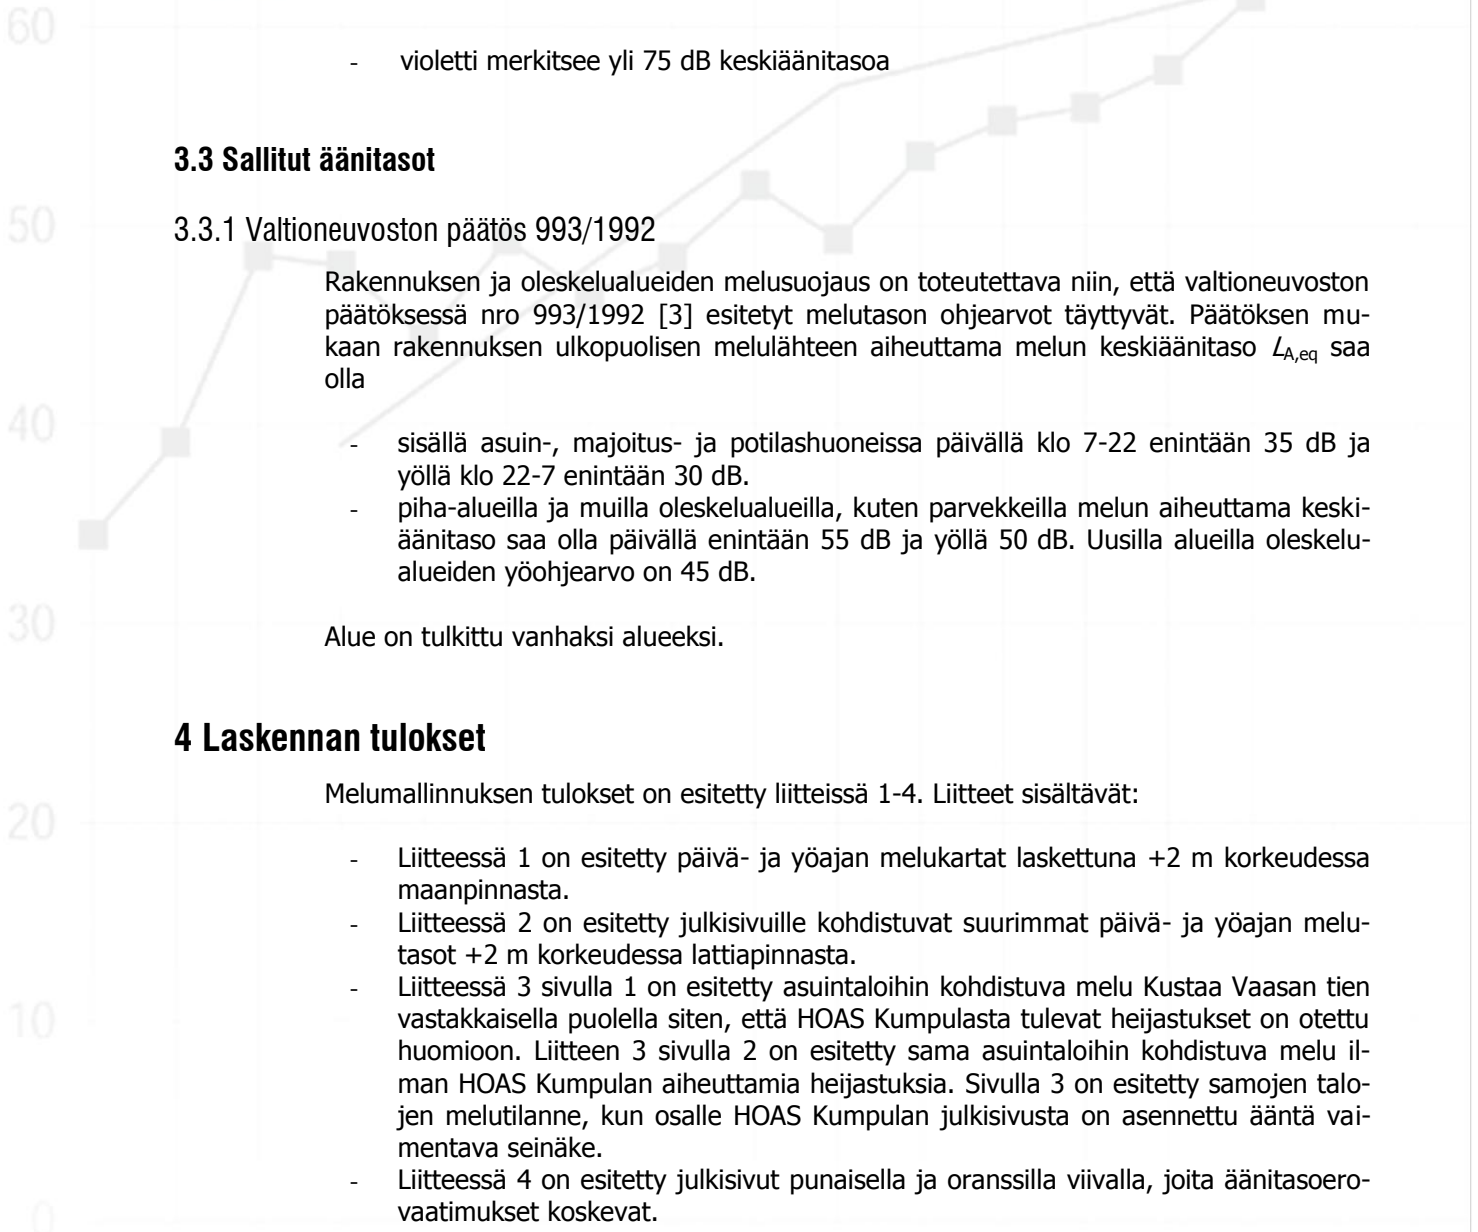 60
- violetti merkitsee yli 75 dB keskiäänitasoa
3.3 Sallitut äänitasot
50
3.3.1 Valtioneuvoston päätös 993/1992
Rakennuksen ja oleskelualueiden melusuojaus on toteutettava niin, että valtioneuvoston
päätöksessä nro 993/1992 [3] esitetyt melutason ohjearvot täyttyvät. Päätöksen mu-
kaan rakennuksen ulkopuolisen melulähteen aiheuttama melun keskiäänitaso LA,eq saa
olla
40
- sisällä asuin-, majoitus- ja potilashuoneissa päivällä klo 7-22 enintään 35 dB ja
yöllä klo 22-7 enintään 30 dB.
- piha-alueilla ja muilla oleskelualueilla, kuten parvekkeilla melun aiheuttama keski-
äänitaso saa olla päivällä enintään 55 dB ja yöllä 50 dB. Uusilla alueilla oleskelu-
alueiden yöohjearvo on 45 dB.
30
Alue on tulkittu vanhaksi alueeksi.
4 Laskennan tulokset
Melumallinnuksen tulokset on esitetty liitteissä 1-4. Liitteet sisältävät:
20
- Liitteessä 1 on esitetty päivä- ja yöajan melukartat laskettuna +2 m korkeudessa
maanpinnasta.
- Liitteessä 2 on esitetty julkisivuille kohdistuvat suurimmat päivä- ja yöajan melu-
tasot +2 m korkeudessa lattiapinnasta.
- Liitteessä 3 sivulla 1 on esitetty asuintaloihin kohdistuva melu Kustaa Vaasan tien
10
vastakkaisella puolella siten, että HOAS Kumpulasta tulevat heijastukset on otettu
huomioon. Liitteen 3 sivulla 2 on esitetty sama asuintaloihin kohdistuva melu il-
man HOAS Kumpulan aiheuttamia heijastuksia. Sivulla 3 on esitetty samojen talo-
jen melutilanne, kun osalle HOAS Kumpulan julkisivusta on asennettu ääntä vai-
mentava seinäke.
- Liitteessä 4 on esitetty julkisivut punaisella ja oranssilla viivalla, joita äänitasoero-
vaatimukset koskevat.
0